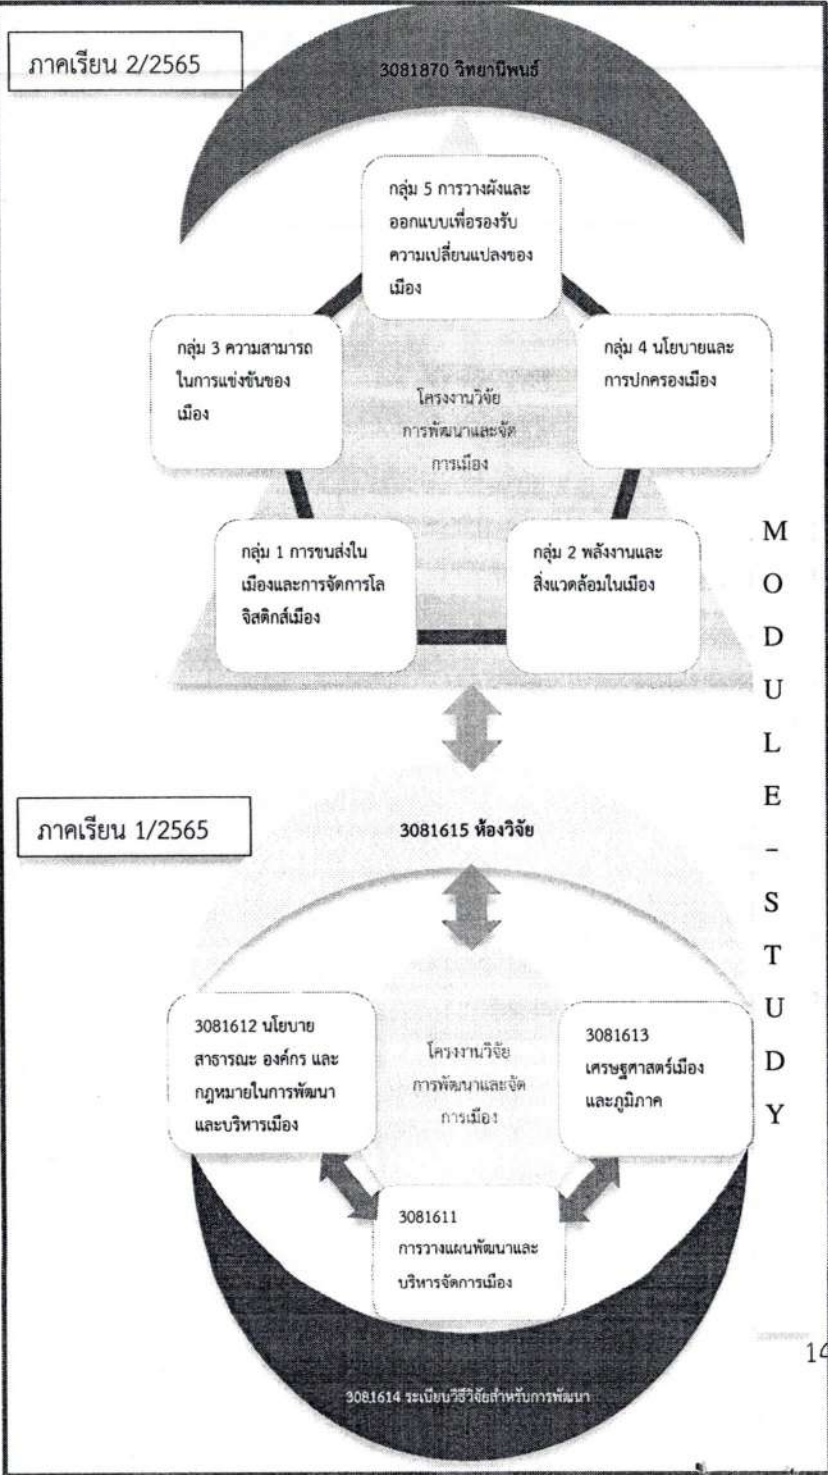 ภาคเรียน 2/2565
3081870 วิทยานิพนธ์
กลุ่ม 5 การวางผังและ
ออกแบบเพื่อรองรับ
ความเปลี่ยนแปลงของ
เมือง
กลุ่ม 3 ความสามารถ
ในการแข่งขันของ
เมือง
กลุ่ม 4 นโยบายและ
การปกครองเมือง
โครงงานวิจัย
การพัฒนาและจัด
การเมือง
กลุ่ม 1 การขนส่งใน
เมืองและการจัดการโล
จิสติกส์เมือง
กลุ่ม 2 พลังงานและ
สิ่งแวดล้อมในเมือง
ภาคเรียน 1/2565
3081615 ห้องวิจัย
3081612 นโยบาย
สาธารณะ องค์กร และ
กฎหมายในการพัฒนา
และบริหารเมือง
โครงงานวิจัย
การพัฒนาและจัด
การเมือง
3081613
เศรษฐศาสตร์เมือง
และภูมิภาค
3081611
การวางแผนพัฒนาและ
บริหารจัดการเมือง
3081614 ระเบียบวิธีวิจัยสำหรับการพัฒนา
M
O
D
U
L
E
-
S
T
U
D
Y
14